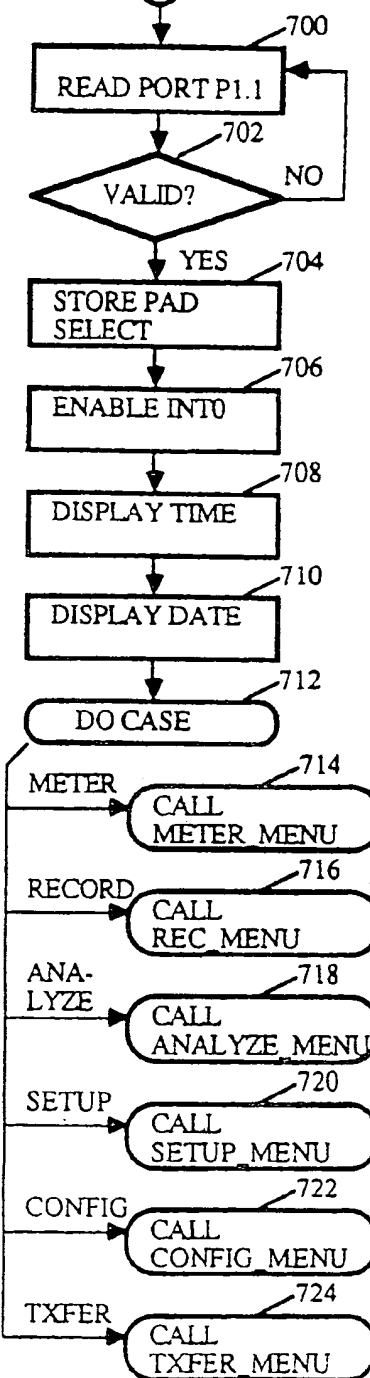 700
READ PORT P1.1
702
VALID?
NO
YES
704
STORE PAD
SELECT
706
ENABLE INT0
708
DISPLAY TIME
710
DISPLAY DATE
712
DO CASE
714
METER
CALL
METER_MENU
716
RECORD
CALL
REC_MENU
718
ANA-
LYZE
CALL
ANALYZE_MENU
720
SETUP
CALL
SETUP_MENU
722
CONFIG
CALL
CONFIG_MENU
724
TXFER
CALL
TXFER_MENU